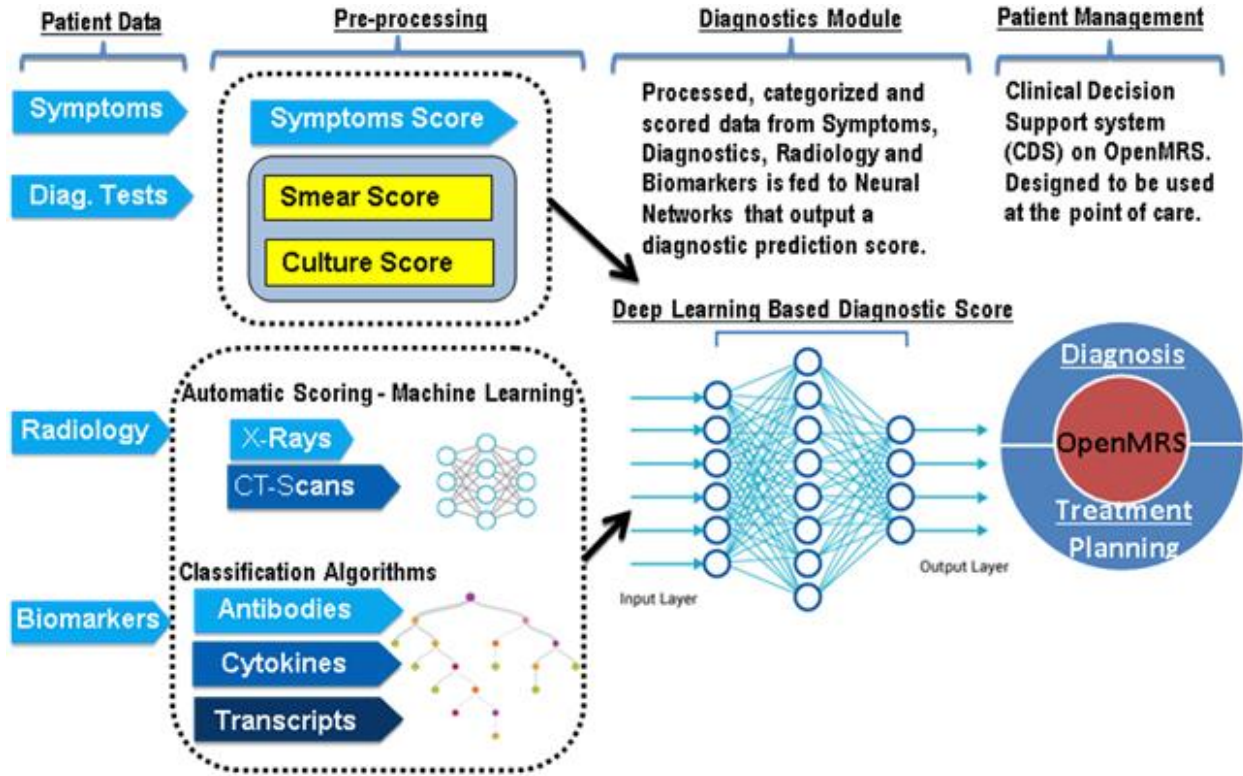 Patient Data
Pre-processing
Diagnostics Module
Patient Management
Symptoms
Diag. Tests
Symptoms Score
Smear Score
Culture Score
Processed, categorized and
scored data from Symptoms,
Diagnostics, Radiology and
Biomarkers is fed to Neural
Networks that output a
diagnostic prediction score.
Clinical Decision
Support system
(CDS) on OpenMRS.
Designed to be used
at the point of care.
Radiology
Biomarkers
Automatic Scoring - Machine Learning
X-Rays
CT-Scans
Classification Algorithms
Antibodies
Cytokines
Transcripts
Deep Learning Based Diagnostic Score
Input Layer
Output Layer
Diagnosis
OpenMRS
Treatment
Planning